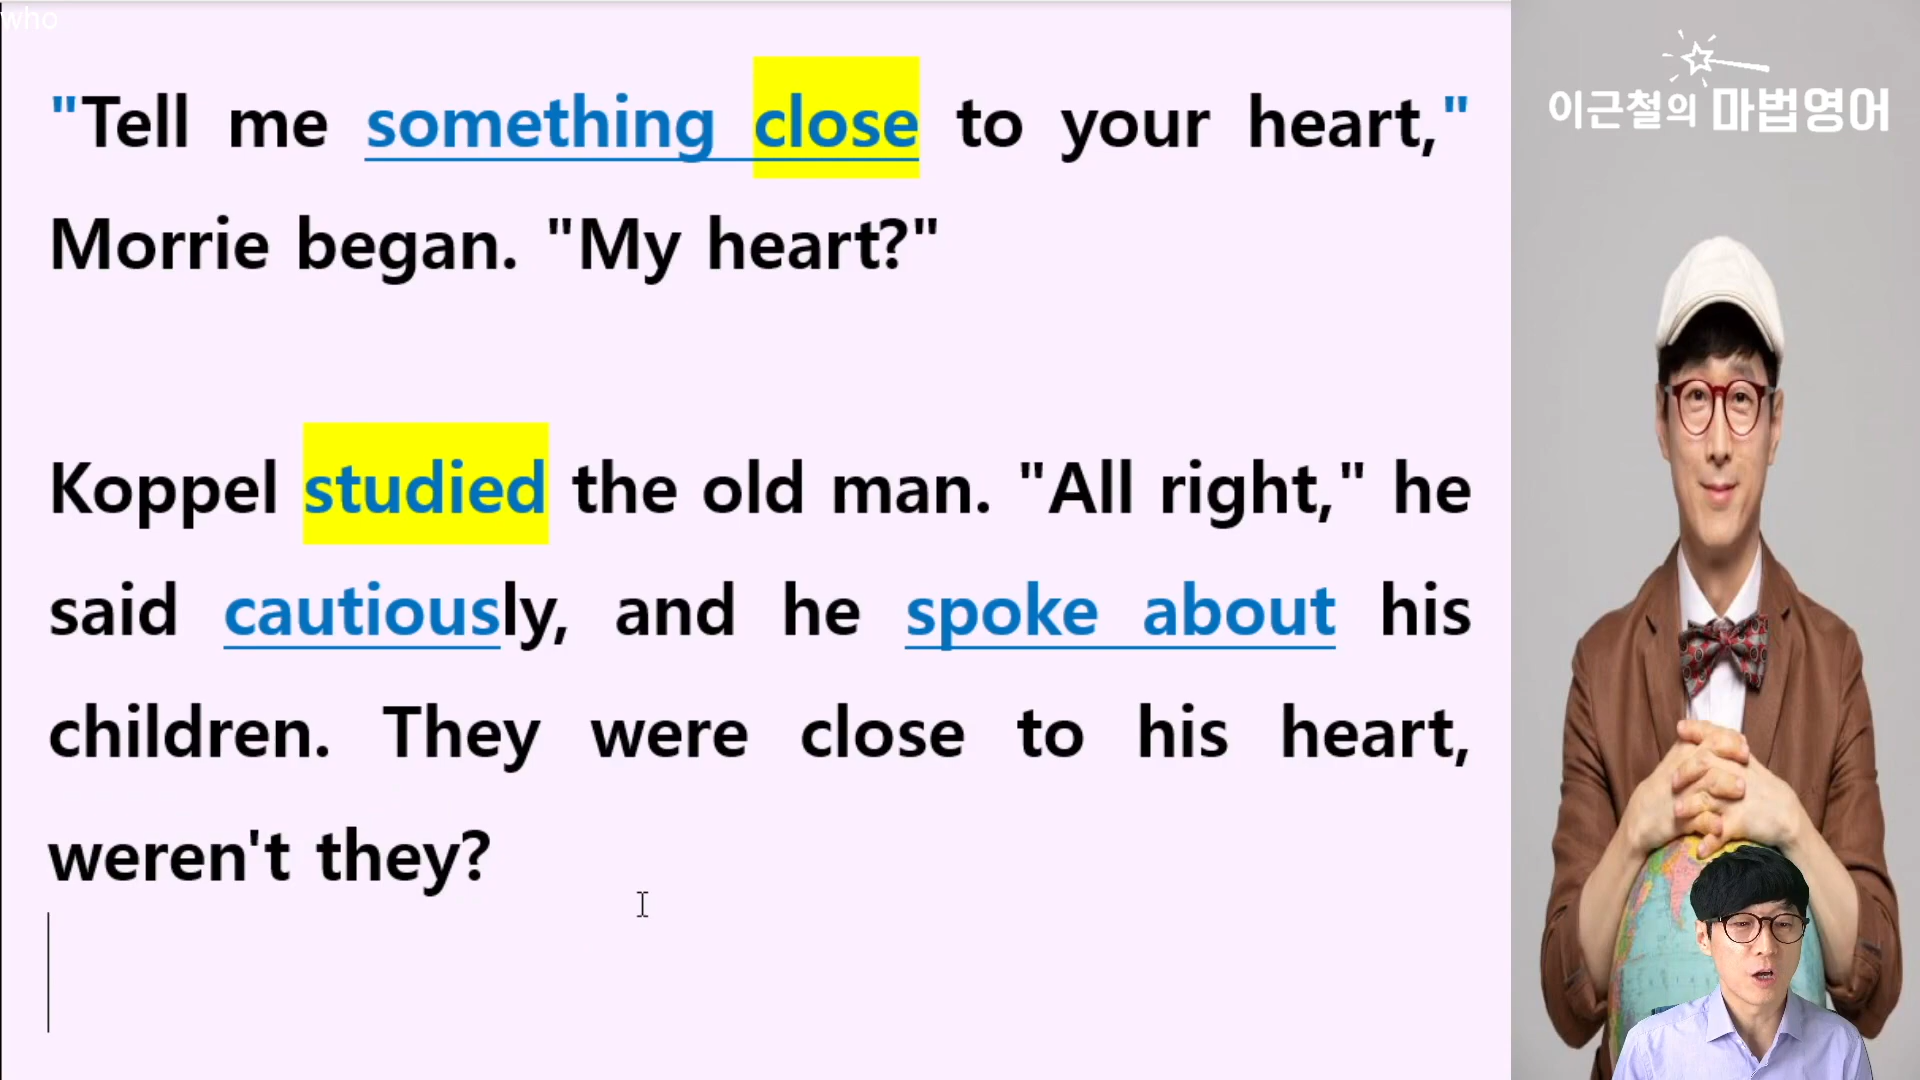 who
"Tell me something close to your heart,"
Morrie began. "My heart?"
Koppel studied the old man. "All right," he
said cautiously, and he spoke about his
children. They were close to his heart,
weren't they?
이근철의 마법영어